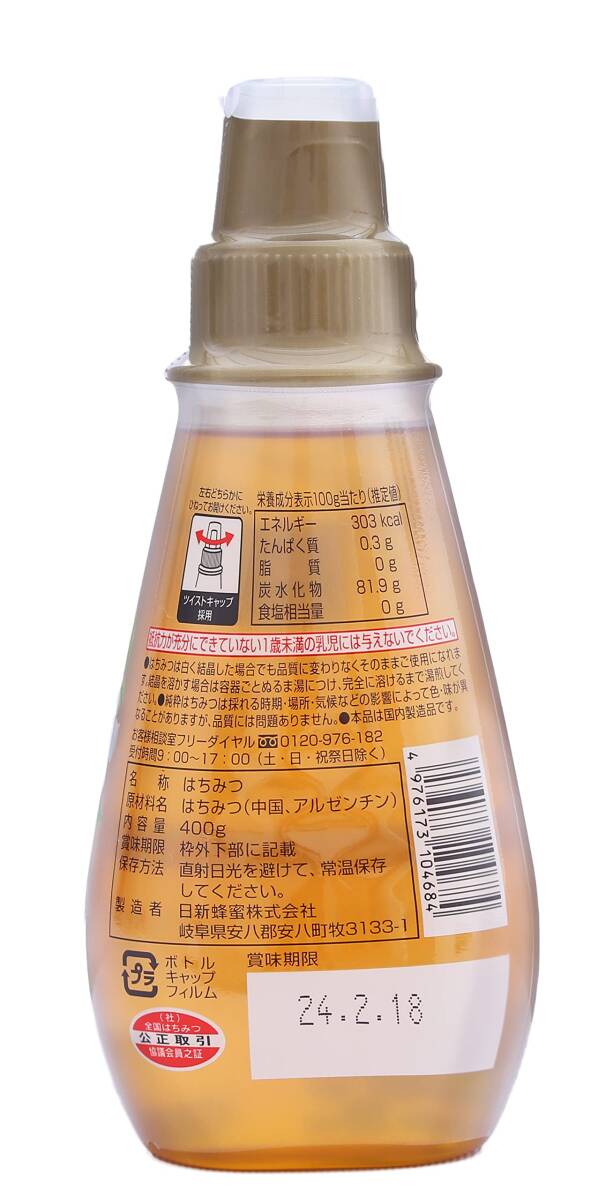 左右どちらかに
ひねってお開けください。
ツイストキャップ
採用
栄養成分表示100g当たり(推定値)
エネルギー 303 kcal
たんぱく質 0.3 g
脂質 0 g
炭水化物 81.9 g
食塩相当量 0 g
抵抗力が充分にできていない1歳未満の乳児には与えないでください。
●はちみつは白く結晶した場合でも品質に変わりなくそのままご使用になれま
す。結晶を溶かす場合は容器ごとぬるま湯につけ、完全に溶けるまで湯煎してく
ださい。●純粋はちみつは採れる時期・場所・気候などの影響によって色・味が異
なることがありますが、品質には問題ありません。●本品は国内製造品です。
お客様相談室フリーダイヤル 0120-976-182
受付時間9:00〜17:00(土・日・祝祭日除く)
名称 はちみつ
原材料名 はちみつ(中国、アルゼンチン)
内容量 400g
賞味期限 枠外下部に記載
保存方法 直射日光を避けて、常温保存
してください。
製造者 日新蜂蜜株式会社
岐阜県安八郡安八町牧3133-1
4976173104684
プラ
ボトル
キャップ
フィルム
賞味期限
24.2.18
(社)
全国はちみつ
公正取引
協議会員之証